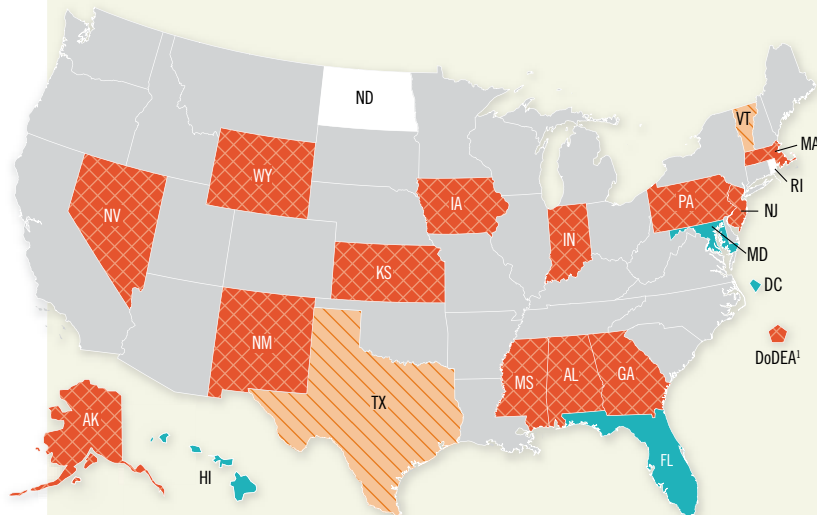 ND
VT
MA
WY
RI
NV
IA
PA
NJ
IN
MD
KS
DC
NM
DoDEA¹
MS
AL
GA
TX
AK
HI
FL